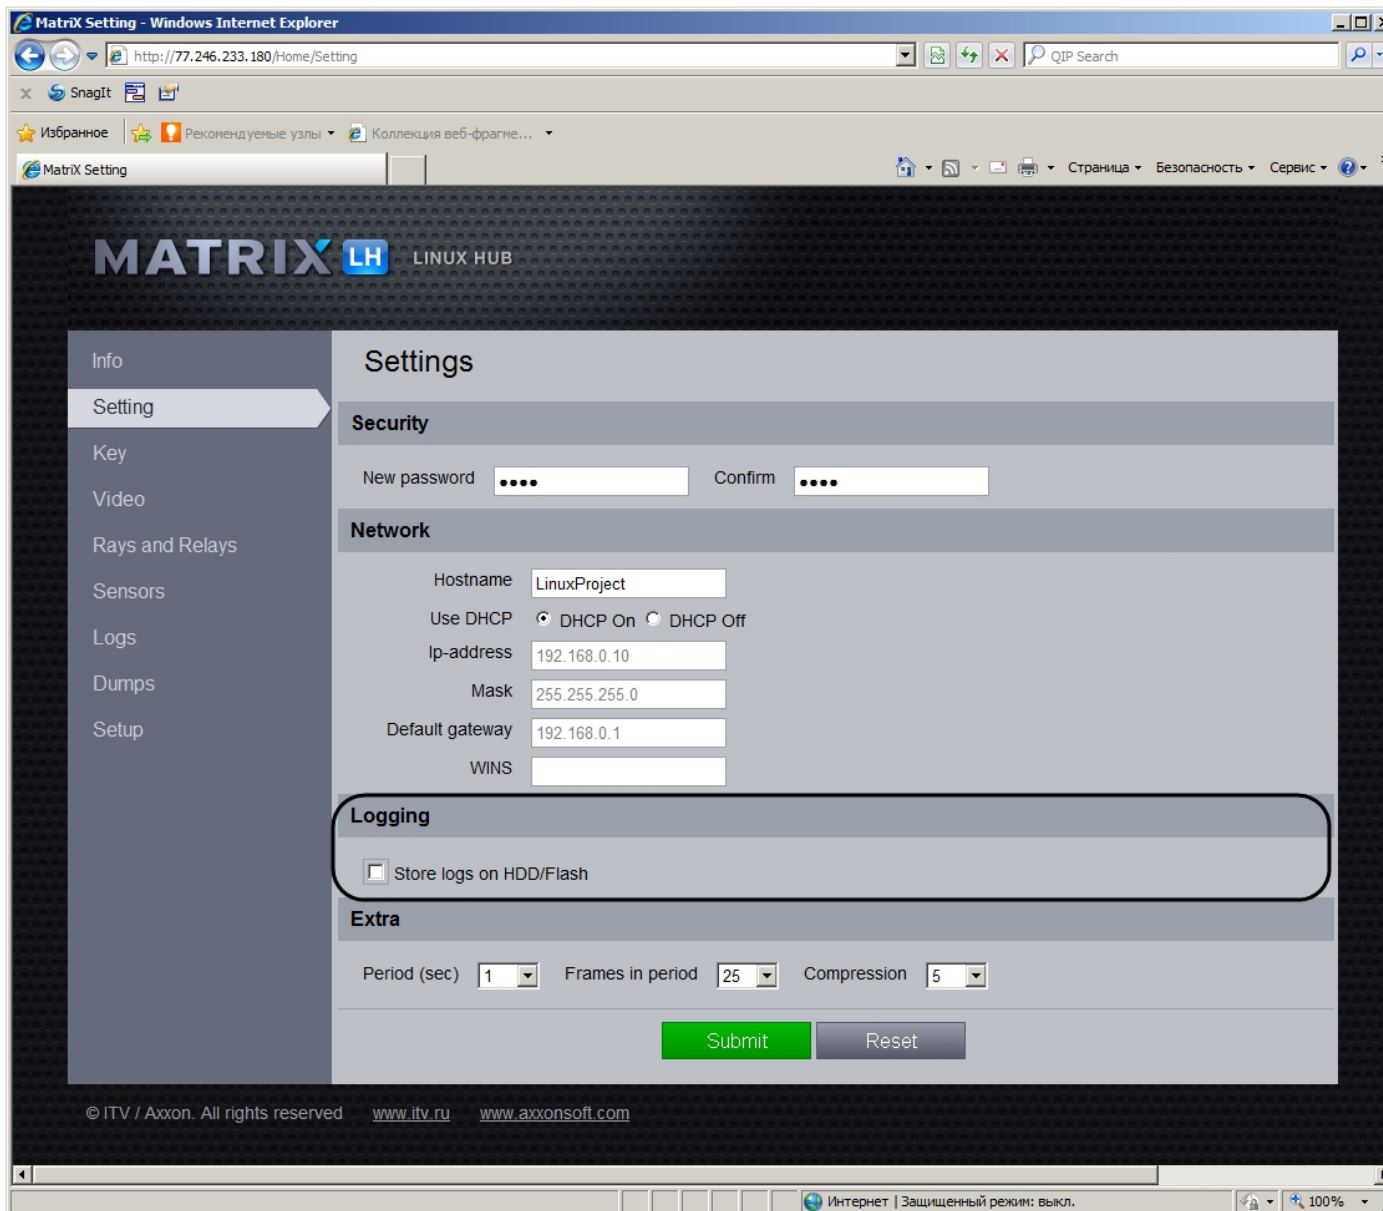 MatriX Setting - Windows Internet Explorer
http://77.246.233.180/Home/Setting
QIP Search
x SnagIt
Избранное Рекомендуемые узлы Коллекция веб-фрагме...
MatriX Setting
Страница Безопасность Сервис
MATRIX LH LINUX HUB
Info
Setting
Key
Video
Rays and Relays
Sensors
Logs
Dumps
Setup
Settings
Security
New password •••• Confirm ••••
Network
Hostname LinuxProject
Use DHCP DHCP On DHCP Off
Ip-address 192.168.0.10
Mask 255.255.255.0
Default gateway 192.168.0.1
WINS
Logging
Store logs on HDD/Flash
Extra
Period (sec) 1 Frames in period 25 Compression 5
Submit Reset
© ITV / Axxon. All rights reserved www.itv.ru www.axxonsoft.com
Интернет | Защищенный режим: выкл. 100%